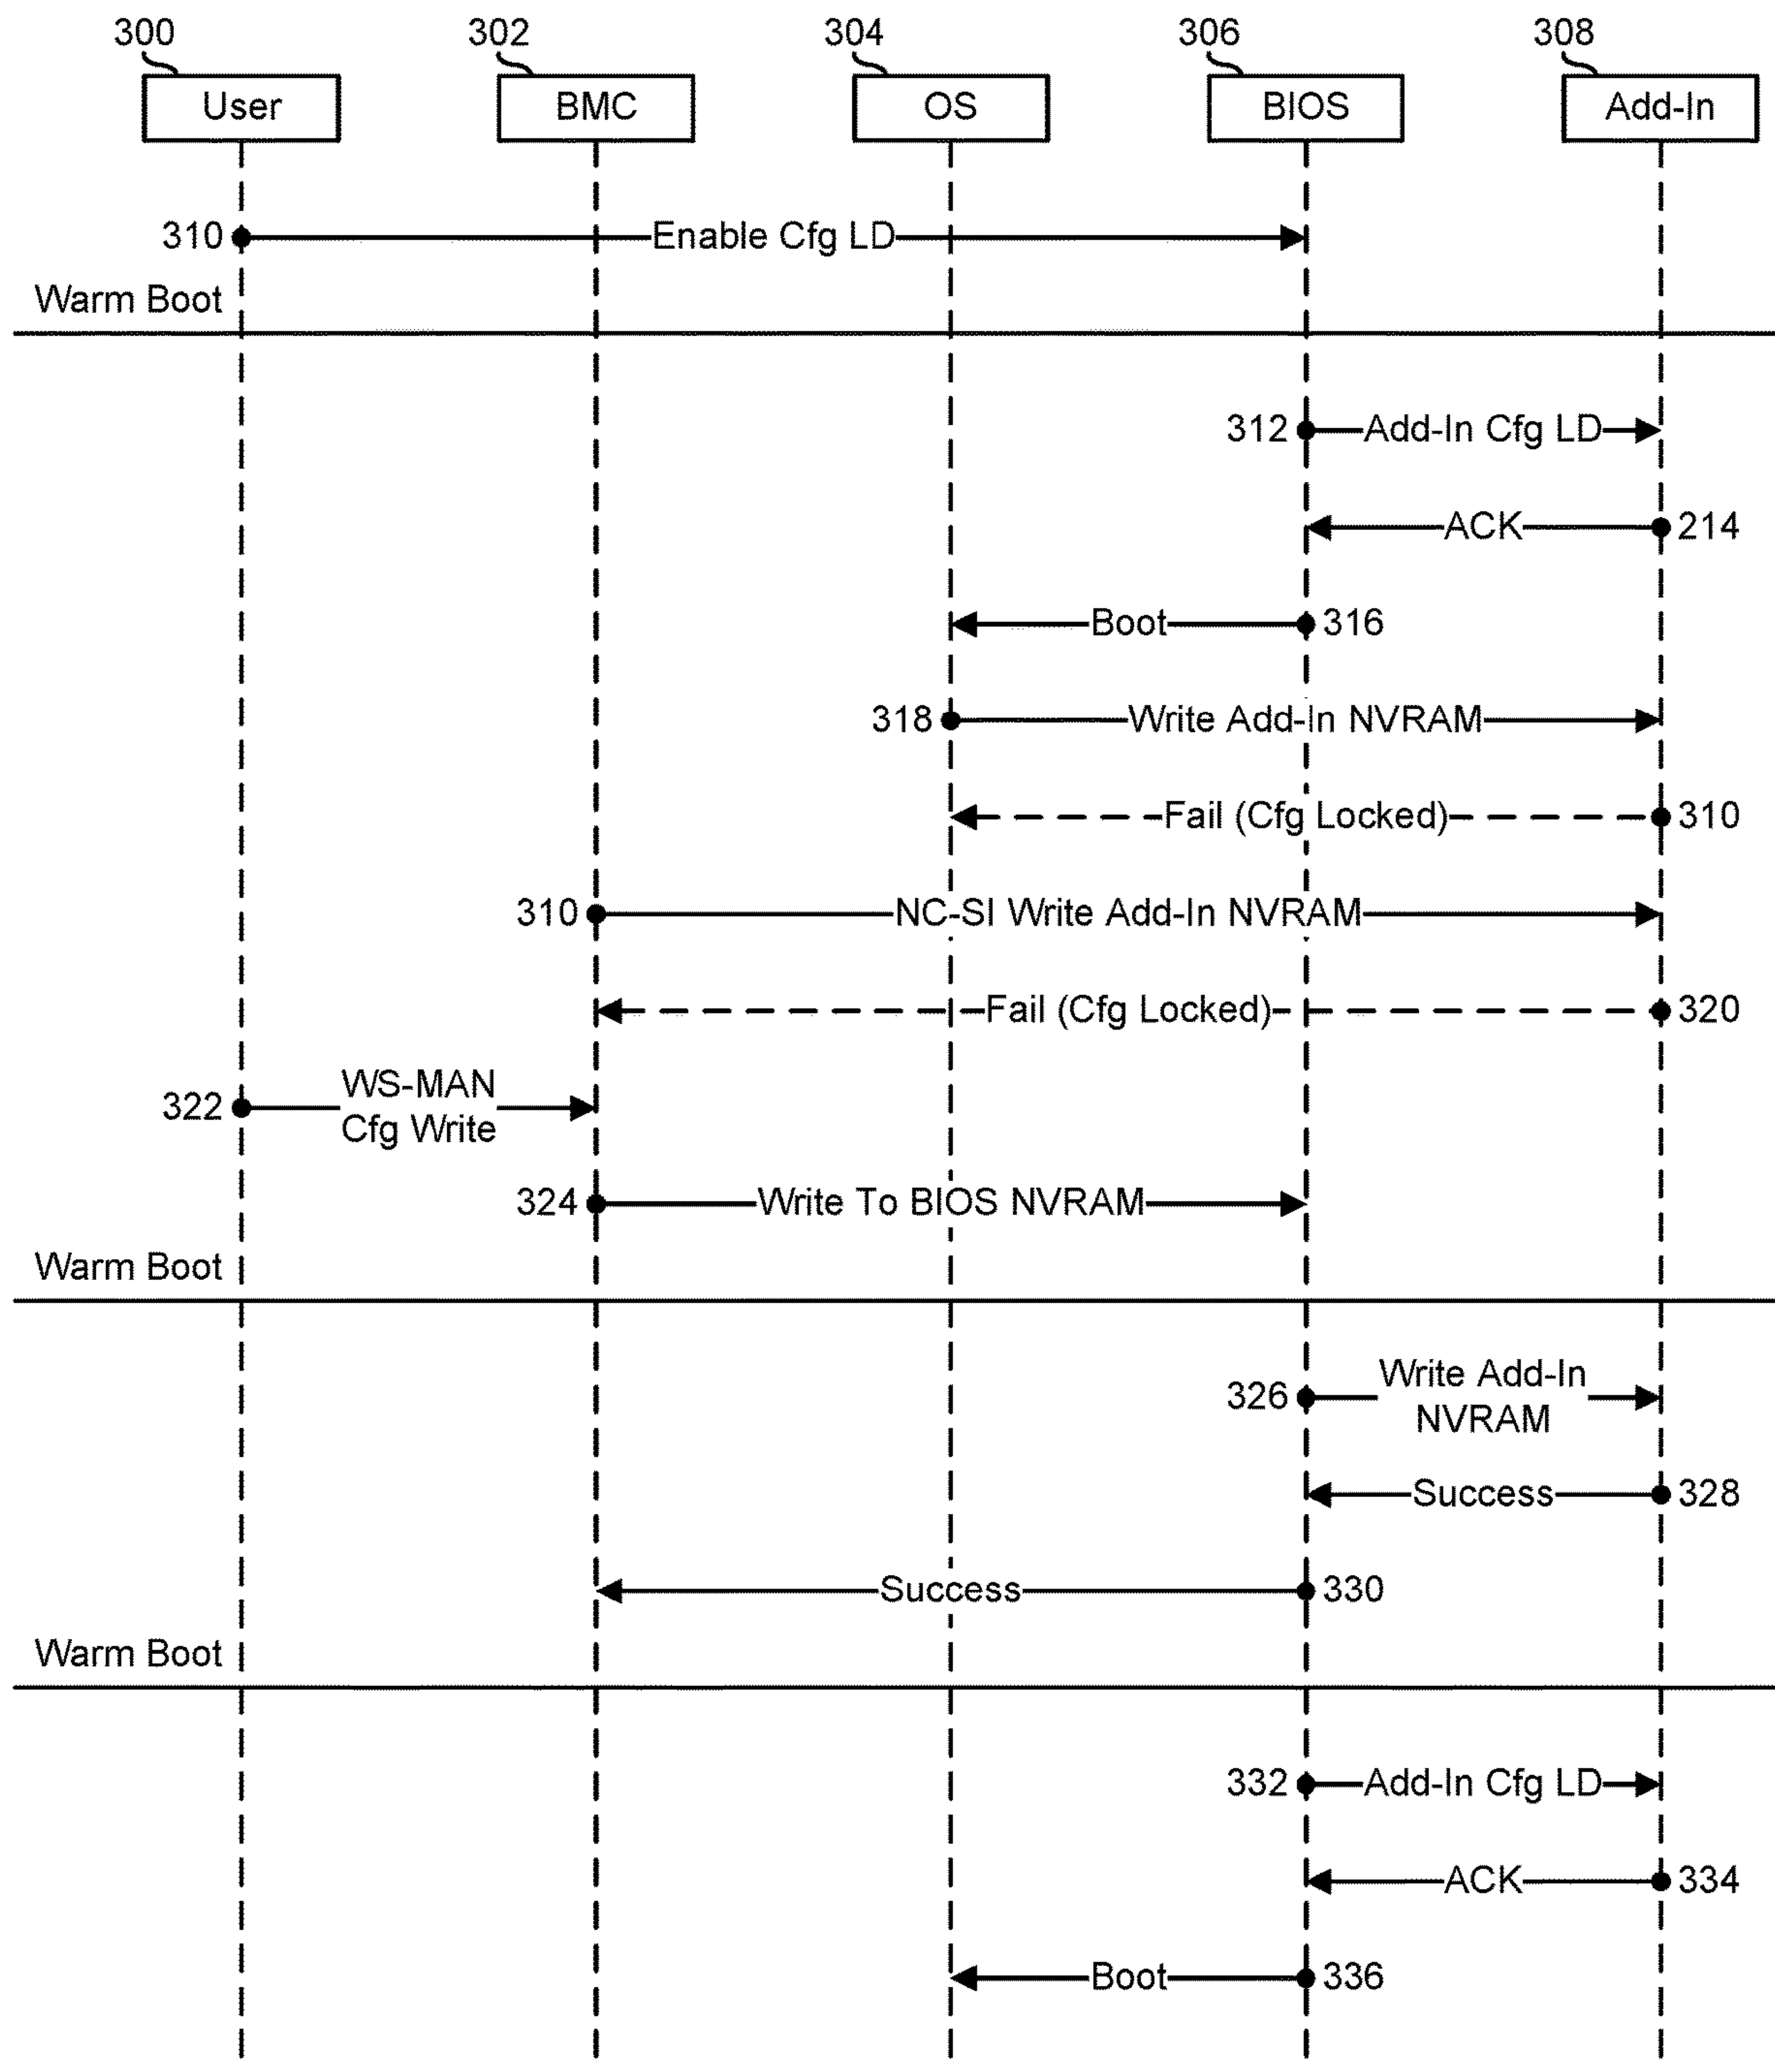 300
302
304
306
308
User
BMC
OS
BIOS
Add-In
310
Enable Cfg LD
Warm Boot
312
Add-In Cfg LD
ACK
214
Boot
316
318
Write Add-In NVRAM
Fail (Cfg Locked)
310
310
NC-SI Write Add-In NVRAM
Fail (Cfg Locked)
320
322
WS-MAN
Cfg Write
324
Write To BIOS NVRAM
Warm Boot
326
Write Add-In
NVRAM
Success
328
Success
330
Warm Boot
332
Add-In Cfg LD
ACK
334
Boot
336